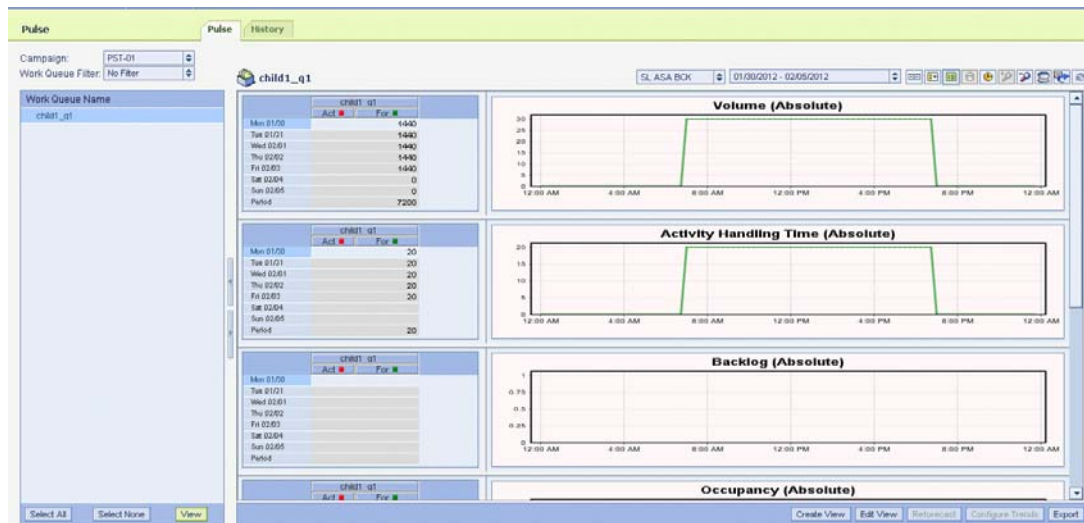 Pulse
Pulse
History
Campaign:
PST-01
Work Queue Filter:
No Filter
Work Queue Name
child1_q1
child1_q1
SL ASA BCK
01/30/2012 - 02/05/2012
child1_q1
Act For
Mon 01/30 1440
Tue 01/31 1440
Wed 02/01 1440
Thu 02/02 1440
Fri 02/03 1440
Sat 02/04 0
Sun 02/05 0
Period 7200
Volume (Absolute)
30
25
20
15
10
5
0
12:00 AM 4:00 AM 8:00 AM 12:00 PM 4:00 PM 8:00 PM 12:00 AM
child1_q1
Act For
Mon 01/30 20
Tue 01/31 20
Wed 02/01 20
Thu 02/02 20
Fri 02/03 20
Sat 02/04
Sun 02/05
Period 20
Activity Handling Time (Absolute)
20
15
10
5
0
12:00 AM 4:00 AM 8:00 AM 12:00 PM 4:00 PM 8:00 PM 12:00 AM
child1_q1
Act For
Mon 01/30
Tue 01/31
Wed 02/01
Thu 02/02
Fri 02/03
Sat 02/04
Sun 02/05
Period
Backlog (Absolute)
1
0.75
0.5
0.25
0
12:00 AM 4:00 AM 8:00 AM 12:00 PM 4:00 PM 8:00 PM 12:00 AM
child1_q1
Act For
Occupancy (Absolute)
Select All Select None View
Create View Edit View Reforecast Configure Trends Export